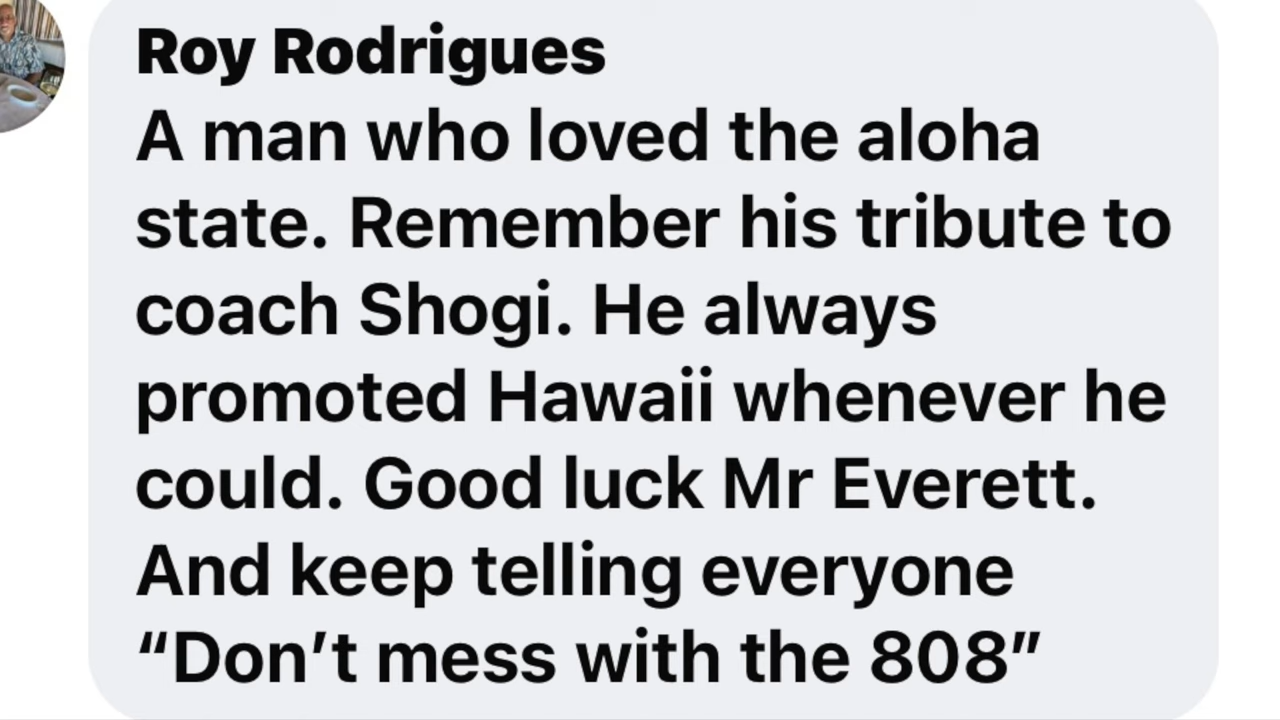 Roy Rodrigues
A man who loved the aloha
state. Remember his tribute to
coach Shogi. He always
promoted Hawaii whenever he
could. Good luck Mr Everett.
And keep telling everyone
“Don’t mess with the 808”